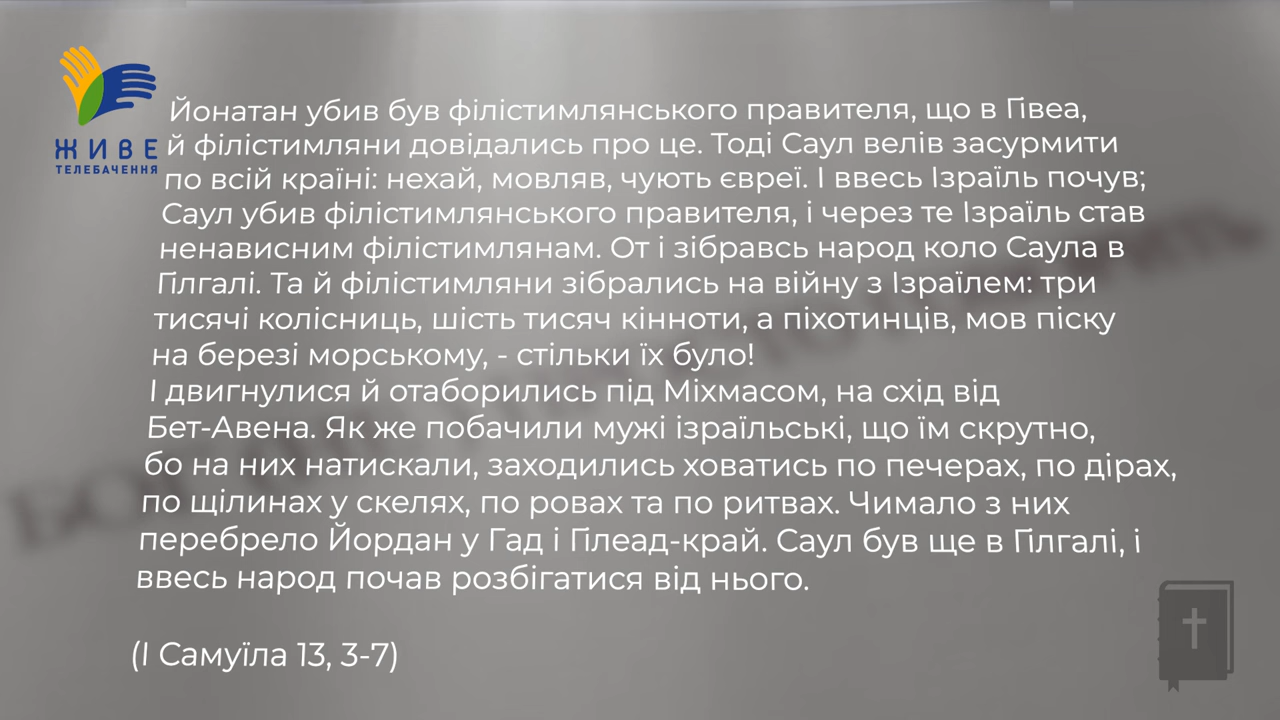 ЖИВЕ
ТЕЛЕБАЧЕННЯ
Йонатан убив був філістимлянського правителя, що в Гівеа,
й філістимляни довідались про це. Тоді Саул велів засурмити
по всій країні: нехай, мовляв, чують євреї. І ввесь Ізраїль почув;
Саул убив філістимлянського правителя, і через те Ізраїль став
ненависним філістимлянам. От і зібравсь народ коло Саула в
Гілгалі. Та й філістимляни зібрались на війну з Ізраїлем: три
тисячі колісниць, шість тисяч кінноти, а піхотинців, мов піску
на березі морському, - стільки їх було!
І двигнулися й отаборились під Міхмасом, на схід від
Бет-Авена. Як же побачили мужі ізраїльські, що їм скрутно,
бо на них натискали, заходились ховатись по печерах, по дірах,
по щілинах у скелях, по ровах та по ритвах. Чимало з них
перебрело Йордан у Гад і Гілеад-край. Саул був ще в Гілгалі, і
ввесь народ почав розбігатися від нього.
(І Самуїла 13, 3-7)